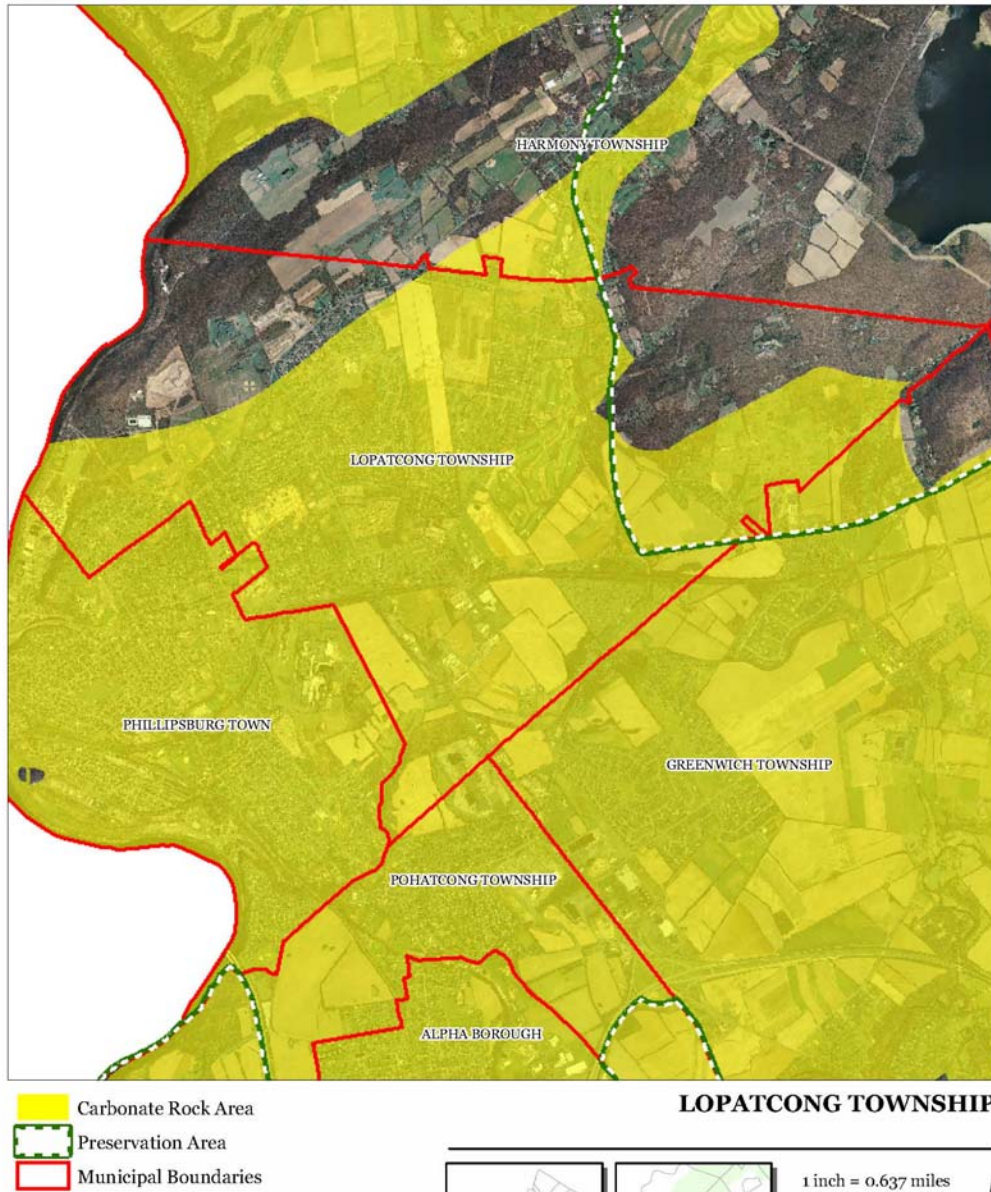 HARMONY TOWNSHIP
LOPATCONG TOWNSHIP
PHILLIPSBURG TOWN
GREENWICH TOWNSHIP
POHATCONG TOWNSHIP
ALPHA BOROUGH
Carbonate Rock Area
Preservation Area
Municipal Boundaries
LOPATCONG TOWNSHIP
1 inch = 0.637 miles